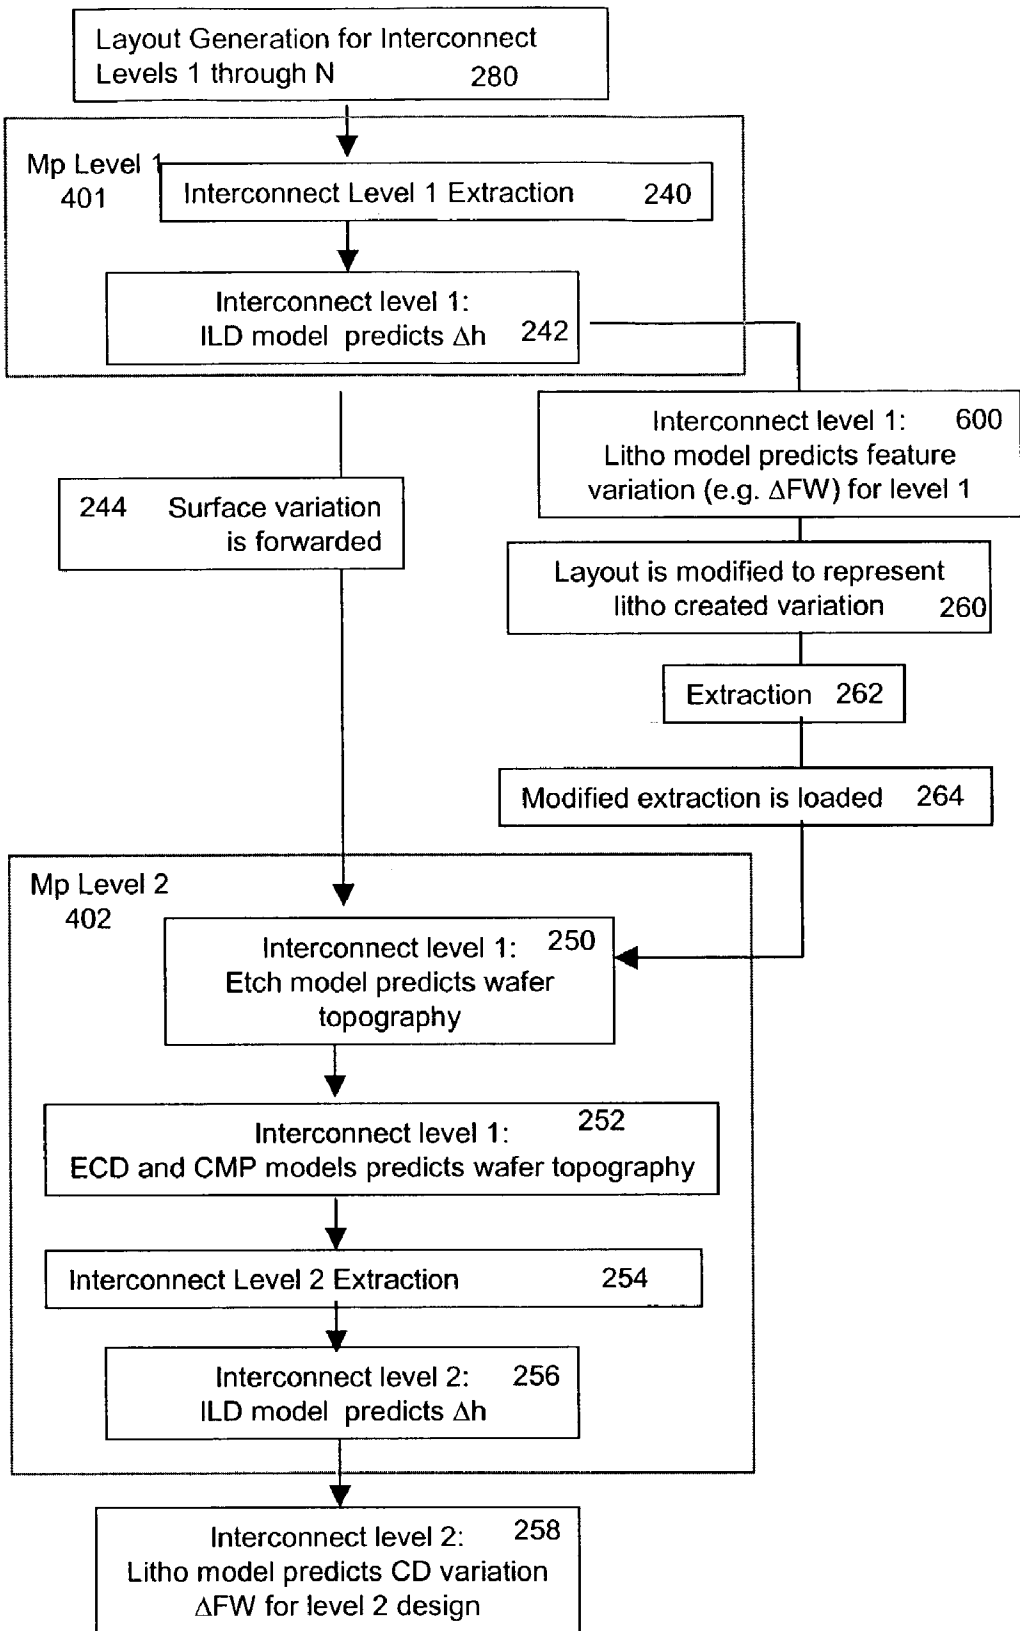 Layout Generation for Interconnect
Levels 1 through N 280
Mp Level 1
401
Interconnect Level 1 Extraction 240
Interconnect level 1:
ILD model predicts Δh 242
Interconnect level 1: 600
Litho model predicts feature
variation (e.g. ΔFW) for level 1
244 Surface variation
is forwarded
Layout is modified to represent
litho created variation 260
Extraction 262
Modified extraction is loaded 264
Mp Level 2
402
Interconnect level 1: 250
Etch model predicts wafer
topography
Interconnect level 1: 252
ECD and CMP models predicts wafer topography
Interconnect Level 2 Extraction 254
Interconnect level 2: 256
ILD model predicts Δh
Interconnect level 2: 258
Litho model predicts CD variation
ΔFW for level 2 design